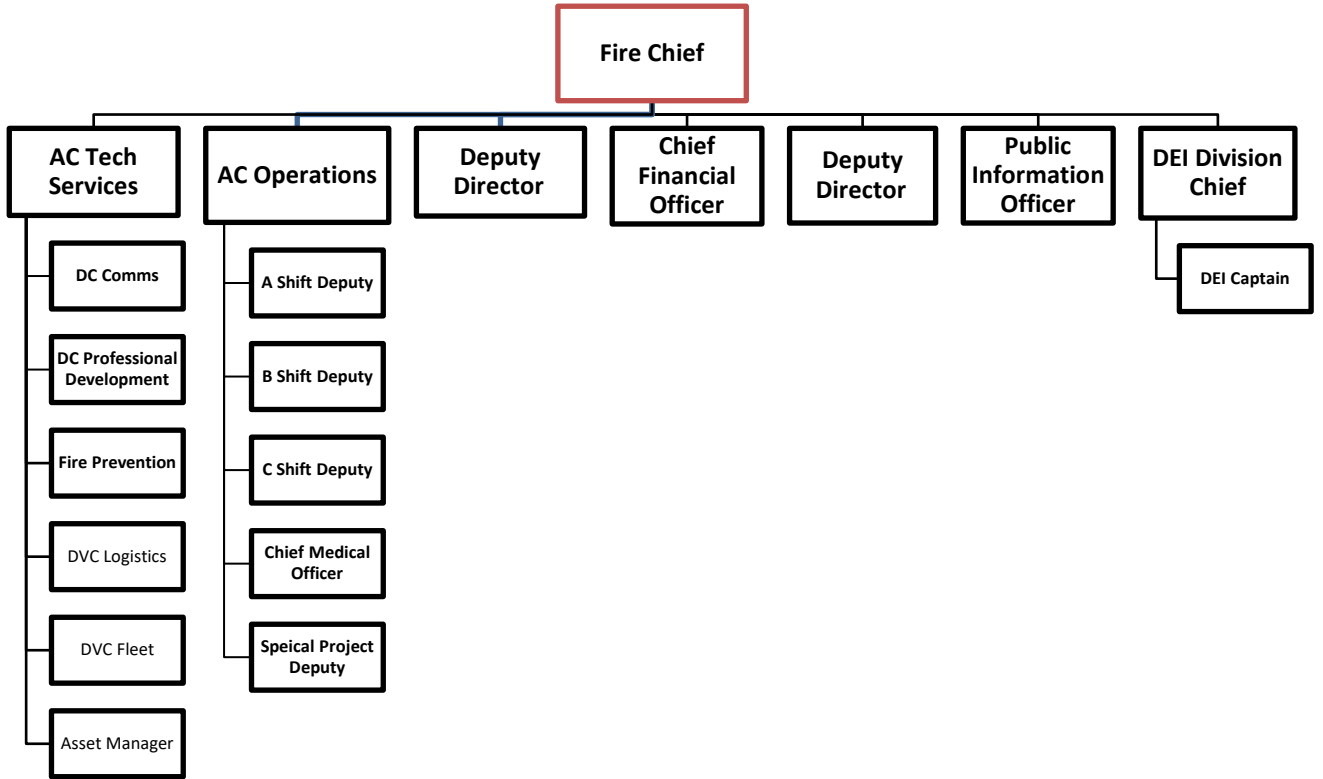 Fire Chief
AC Tech
Services
AC Operations
Deputy
Director
Chief
Financial
Officer
Deputy
Director
Public
Information
Officer
DEI Division
Chief
DC Comms
DC Professional
Development
Fire Prevention
DVC Logistics
DVC Fleet
Asset Manager
A Shift Deputy
B Shift Deputy
C Shift Deputy
Chief Medical
Officer
Speical Project
Deputy
DEI Captain